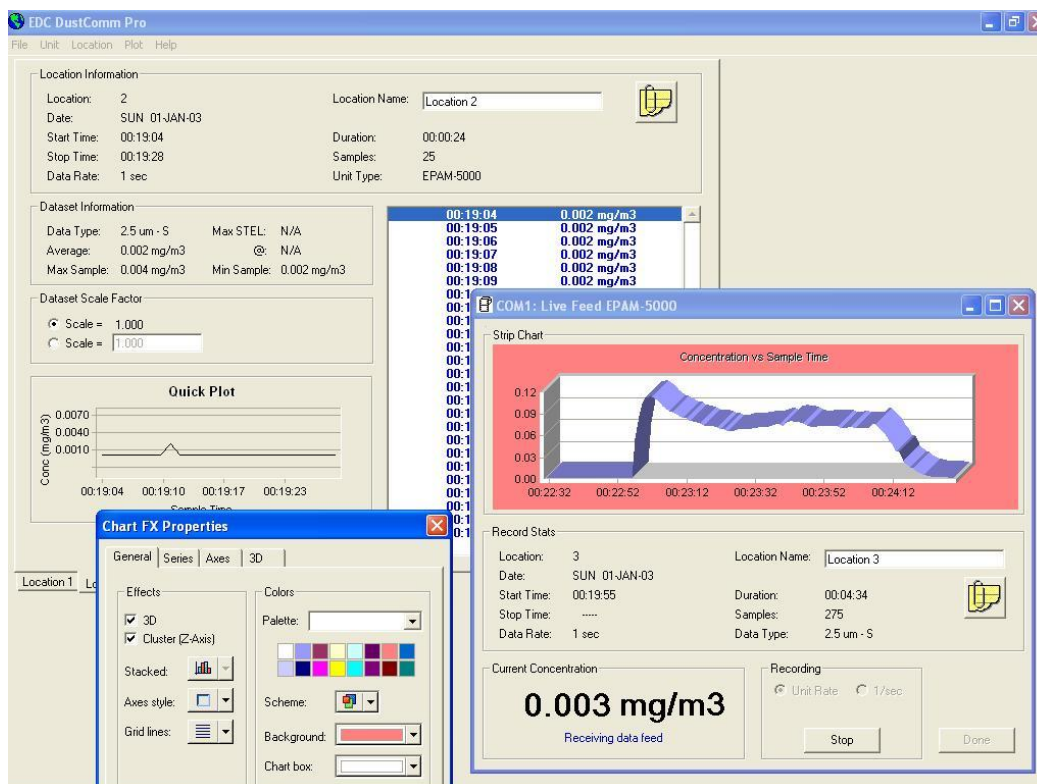 EDC DustComm Pro
File Unit Location Plot Help
Location Information
Location: 2 Location Name: Location 2
Date: SUN 01-JAN-03
Start Time: 00:19:04 Duration: 00:00:24
Stop Time: 00:19:28 Samples: 25
Data Rate: 1 sec Unit Type: EPAM-5000
Dataset Information
Data Type: 2.5 um - S Max STEL: N/A
Average: 0.002 mg/m3 @: N/A
Max Sample: 0.004 mg/m3 Min Sample: 0.002 mg/m3
00:19:04 0.002 mg/m3
00:19:05 0.002 mg/m3
00:19:06 0.002 mg/m3
00:19:07 0.002 mg/m3
00:19:08 0.002 mg/m3
00:19:09 0.002 mg/m3
Dataset Scale Factor
Scale = 1.000
Scale = 1.000
Quick Plot
Conc (mg/m3)
0.0070
0.0040
0.0010
00:19:04 00:19:10 00:19:17 00:19:23
Sample Time
Location 1
COM1: Live Feed EPAM-5000
Strip Chart
Concentration vs Sample Time
0.12
0.09
0.06
0.03
0.00
00:22:32 00:22:52 00:23:12 00:23:32 00:23:52 00:24:12
Record Stats
Location: 3 Location Name: Location 3
Date: SUN 01-JAN-03
Start Time: 00:19:55 Duration: 00:04:34
Stop Time: ----- Samples: 275
Data Rate: 1 sec Data Type: 2.5 um - S
Current Concentration
0.003 mg/m3
Receiving data feed
Recording
Unit Rate 1/sec
Stop Done
Chart FX Properties
General Series Axes 3D
Effects
3D
Cluster (Z-Axis)
Stacked:
Axes style:
Grid lines:
Colors
Palette:
Scheme:
Background:
Chart box: